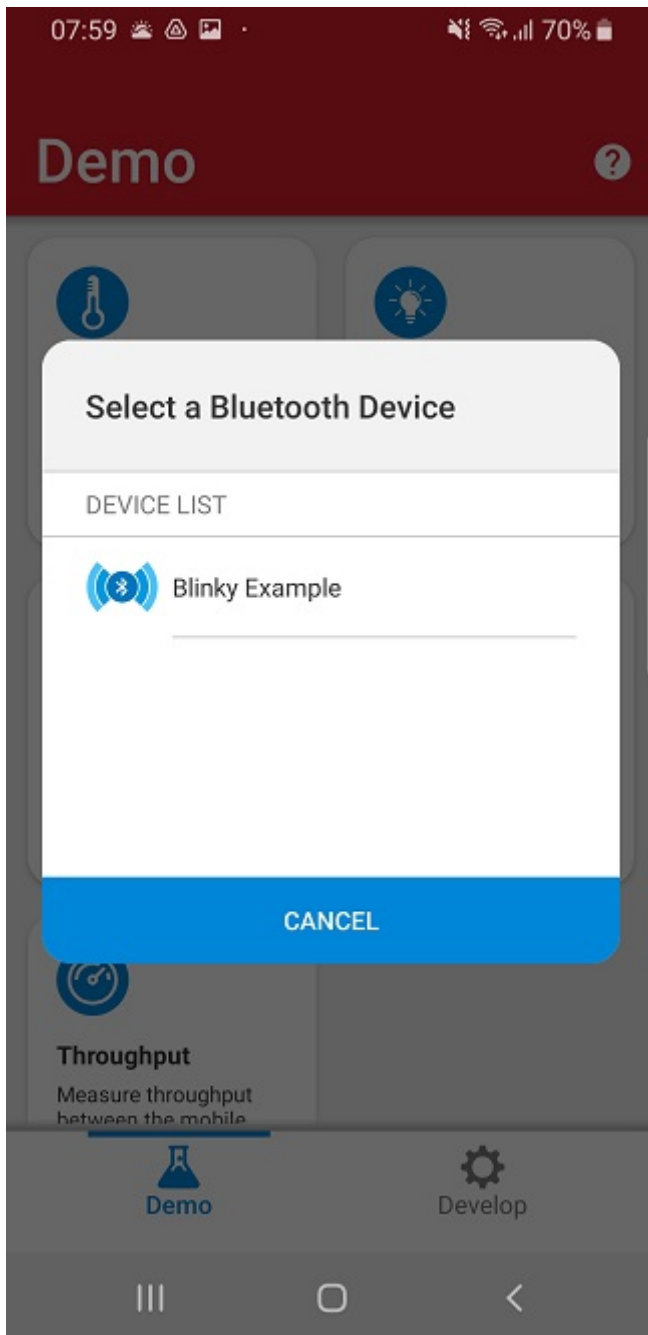 07:59 70%
Demo
Select a Bluetooth Device
DEVICE LIST
Blinky Example
CANCEL
Throughput
Measure throughput
between the mobile
Demo Develop